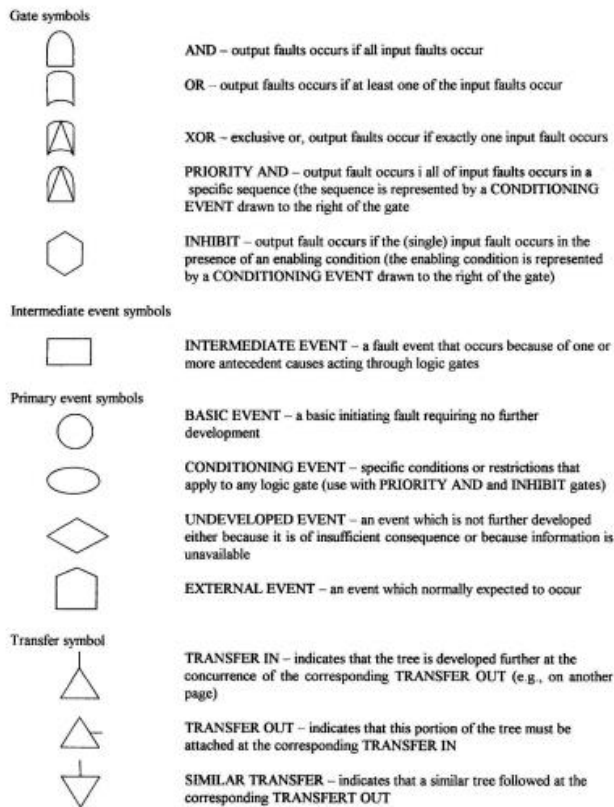 Gate symbols
AND – output faults occurs if all input faults occur
OR – output faults occurs if at least one of the input faults occur
XOR – exclusive or, output faults occur if exactly one input fault occurs
PRIORITY AND – output fault occurs i all of input faults occurs in a
specific sequence (the sequence is represented by a CONDITIONING
EVENT drawn to the right of the gate
INHIBIT – output fault occurs if the (single) input fault occurs in the
presence of an enabling condition (the enabling condition is represented
by a CONDITIONING EVENT drawn to the right of the gate)
Intermediate event symbols
INTERMEDIATE EVENT – a fault event that occurs because of one or
more antecedent causes acting through logic gates
Primary event symbols
BASIC EVENT – a basic initiating fault requiring no further
development
CONDITIONING EVENT – specific conditions or restrictions that
apply to any logic gate (use with PRIORITY AND and INHIBIT gates)
UNDEVELOPED EVENT – an event which is not further developed
either because it is of insufficient consequence or because information is
unavailable
EXTERNAL EVENT – an event which normally expected to occur
Transfer symbol
TRANSFER IN – indicates that the tree is developed further at the
concurrence of the corresponding TRANSFER OUT (e.g., on another
page)
TRANSFER OUT – indicates that this portion of the tree must be
attached at the corresponding TRANSFER IN
SIMILAR TRANSFER – indicates that a similar tree followed at the
corresponding TRANSFERT OUT